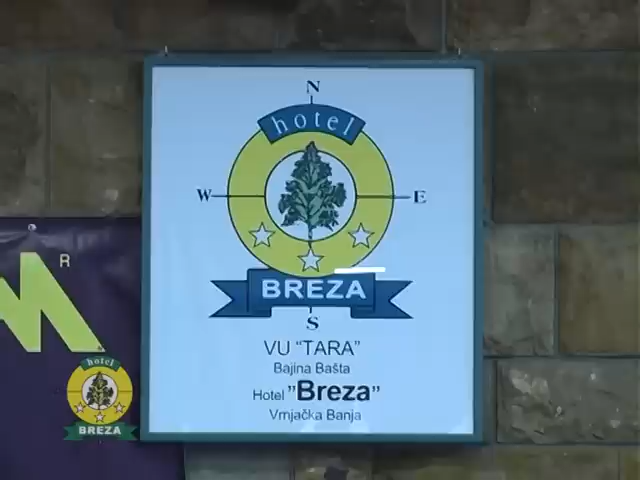 N
hotel
W E
BREZA
S
VU "TARA"
Bajina Bašta
Hotel "Breza"
Vrnjačka Banja
R
hotel
BREZA